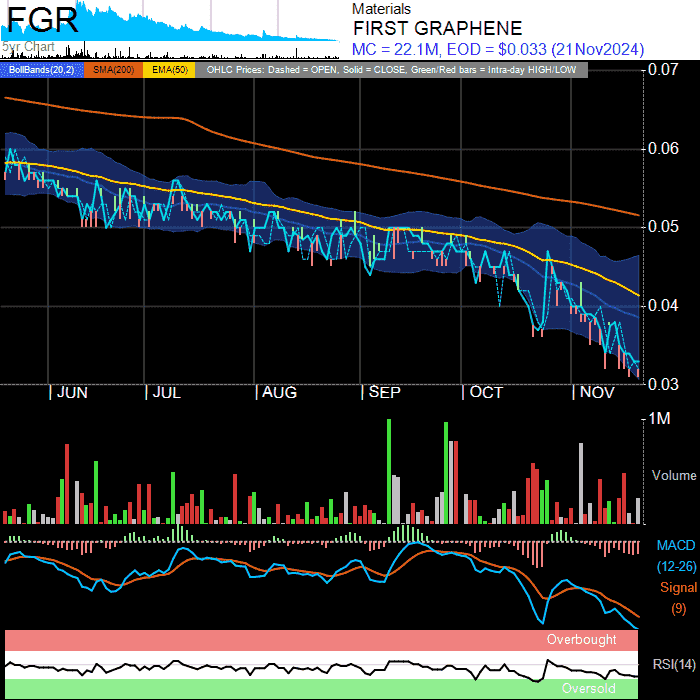 FGR
5yr Chart
Materials
FIRST GRAPHENE
MC = 22.1M, EOD = $0.033 (21Nov2024)
BollBands(20,2) SMA(200) EMA(50) OHLC Prices: Dashed = OPEN, Solid = CLOSE, Green/Red bars = Intra-day HIGH/LOW
0.07
0.06
0.05
0.04
0.03
JUN JUL AUG SEP OCT NOV
1M
Volume
MACD
(12-26)
Signal
(9)
Overbought
RSI(14)
Oversold